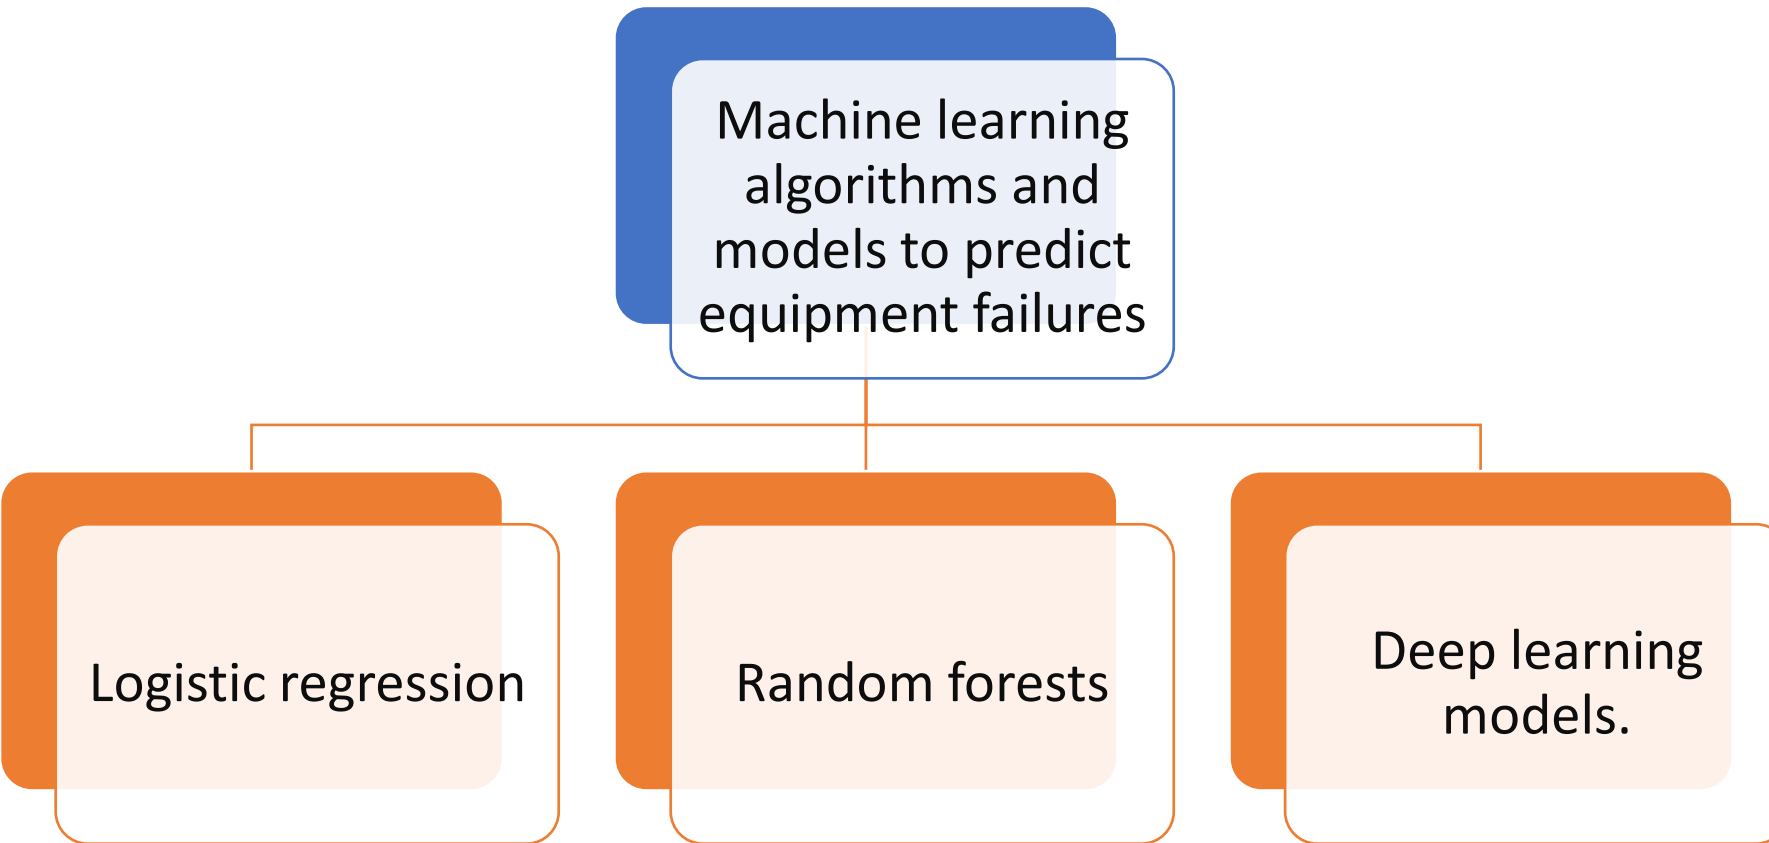 Machine learning
algorithms and
models to predict
equipment failures
Logistic regression
Random forests
Deep learning
models.